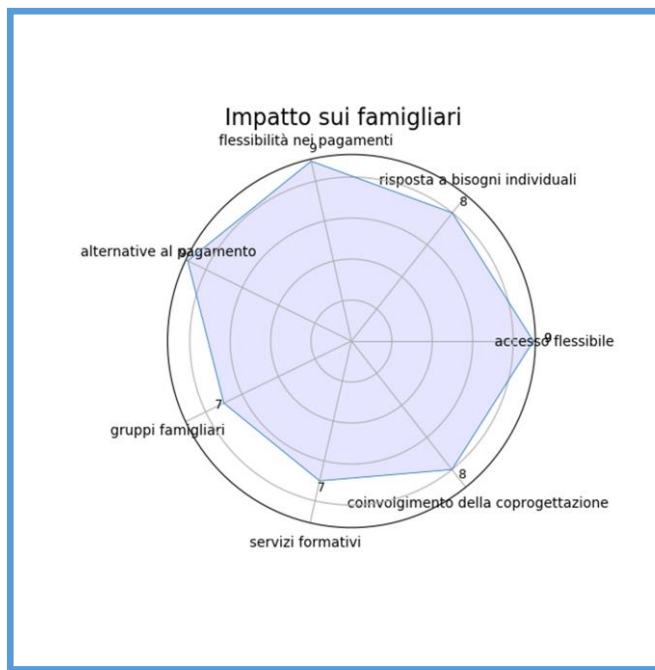 Impatto sui famigliari
flessibilità nei pagamenti
9
risposta a bisogni individuali
8
alternative al pagamento
9
accesso flessibile
9
7
gruppi famigliari
7
8
coinvolgimento della coprogettazione
servizi formativi